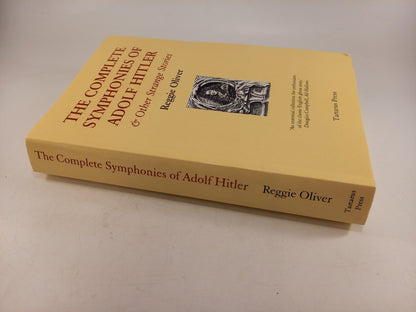 THE COMPLETE
SYMPHONIES OF
ADOLF HITLER
& Other Strange Stories
Reggie Oliver
Tartarus Press
The Complete Symphonies of Adolf Hitler
Reggie Oliver
Tartarus
Press